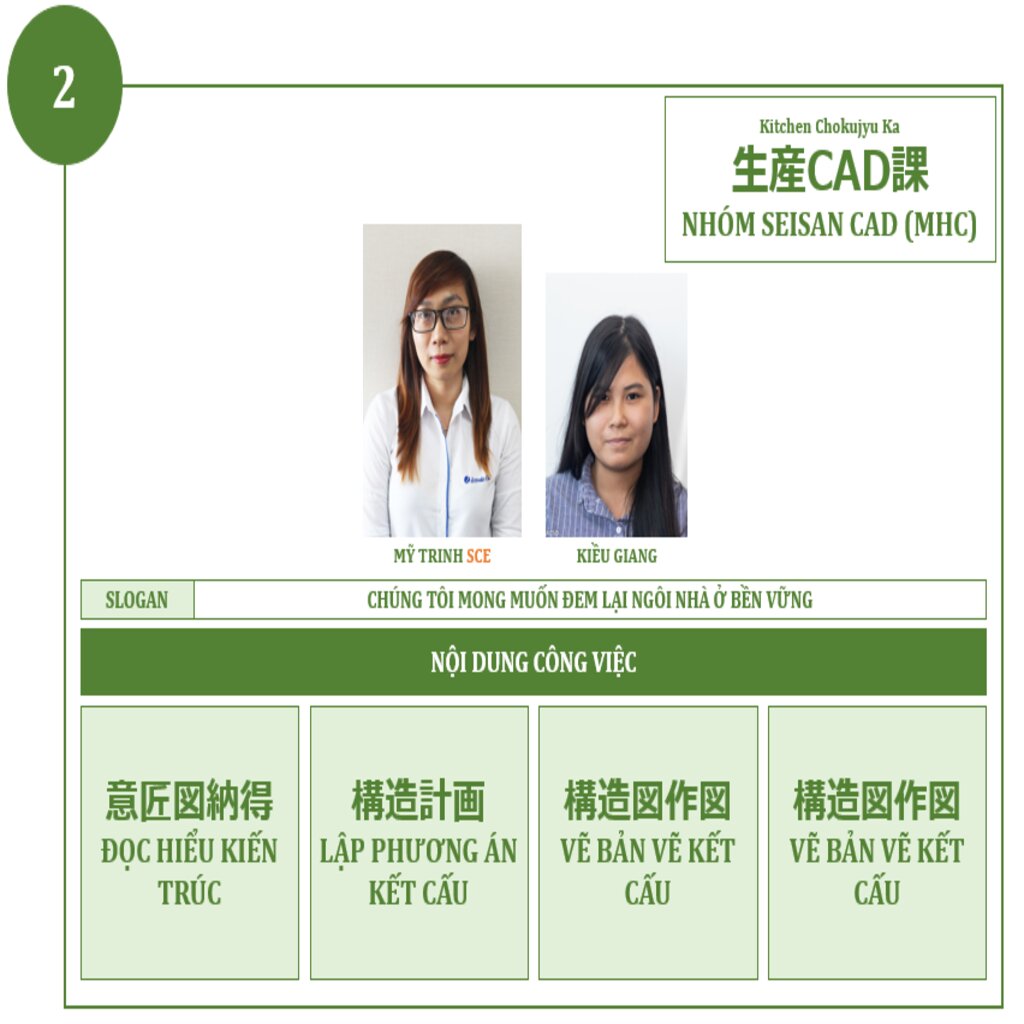 2
Kitchen Chokujyu Ka
生産CAD課
NHÓM SEISAN CAD (MHC)
MỸ TRINH SCE
KIỀU GIANG
SLOGAN
CHÚNG TÔI MONG MUỐN ĐEM LẠI NGÔI NHÀ Ở BỀN VỮNG
NỘI DUNG CÔNG VIỆC
意匠図納得
ĐỌC HIỂU KIẾN
TRÚC
構造計画
LẬP PHƯƠNG ÁN
KẾT CẤU
構造図作図
VẼ BẢN VẼ KẾT
CẤU
構造図作図
VẼ BẢN VẼ KẾT
CẤU